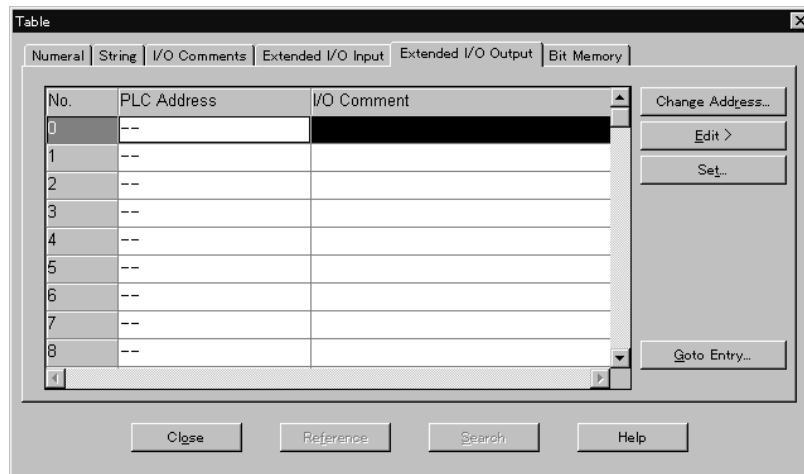 Table
Numeral String I/O Comments Extended I/O Input Extended I/O Output Bit Memory
No. PLC Address I/O Comment
0 --
1 --
2 --
3 --
4 --
5 --
6 --
7 --
8 --
Change Address...
Edit >
Set...
Goto Entry...
Close Reference Search Help